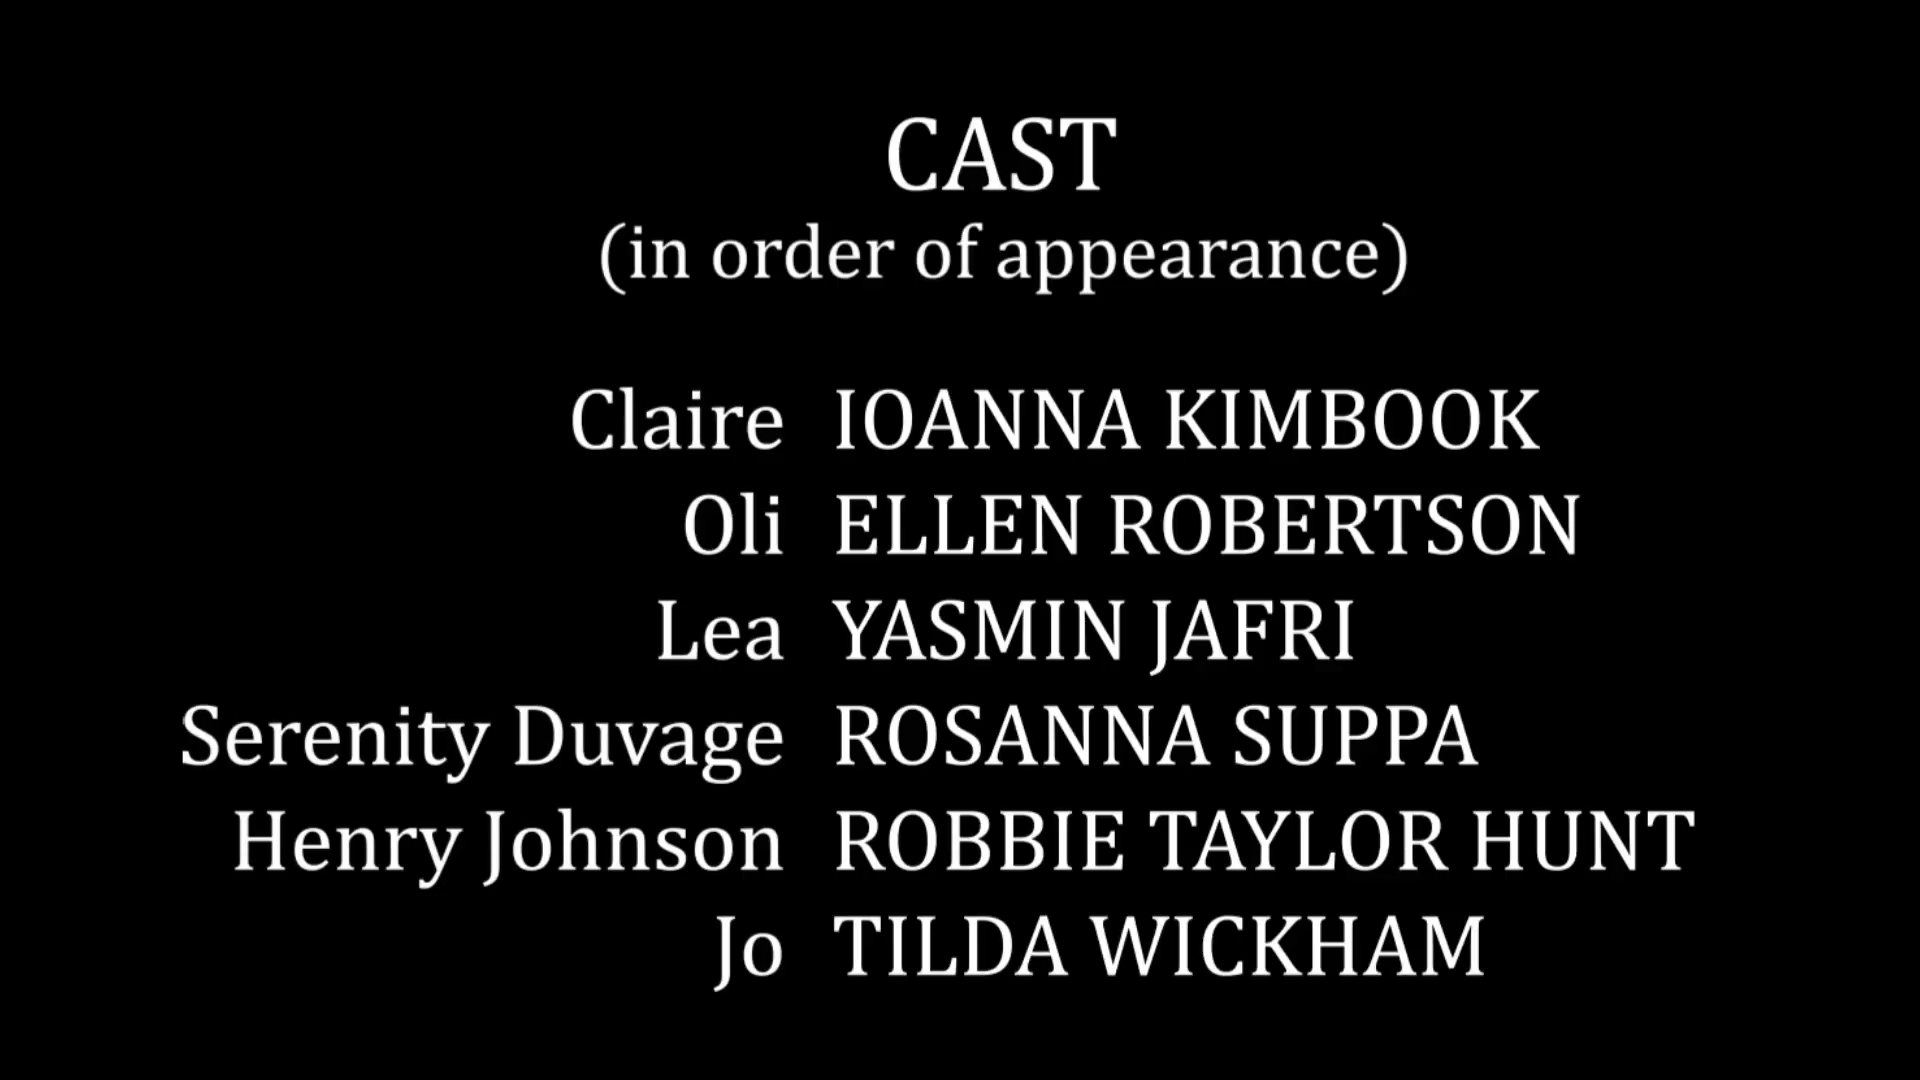 CAST
(in order of appearance)
Claire IOANNA KIMBOOK
Oli ELLEN ROBERTSON
Lea YASMIN JAFRI
Serenity Duvage ROSANNA SUPPA
Henry Johnson ROBBIE TAYLOR HUNT
Jo TILDA WICKHAM